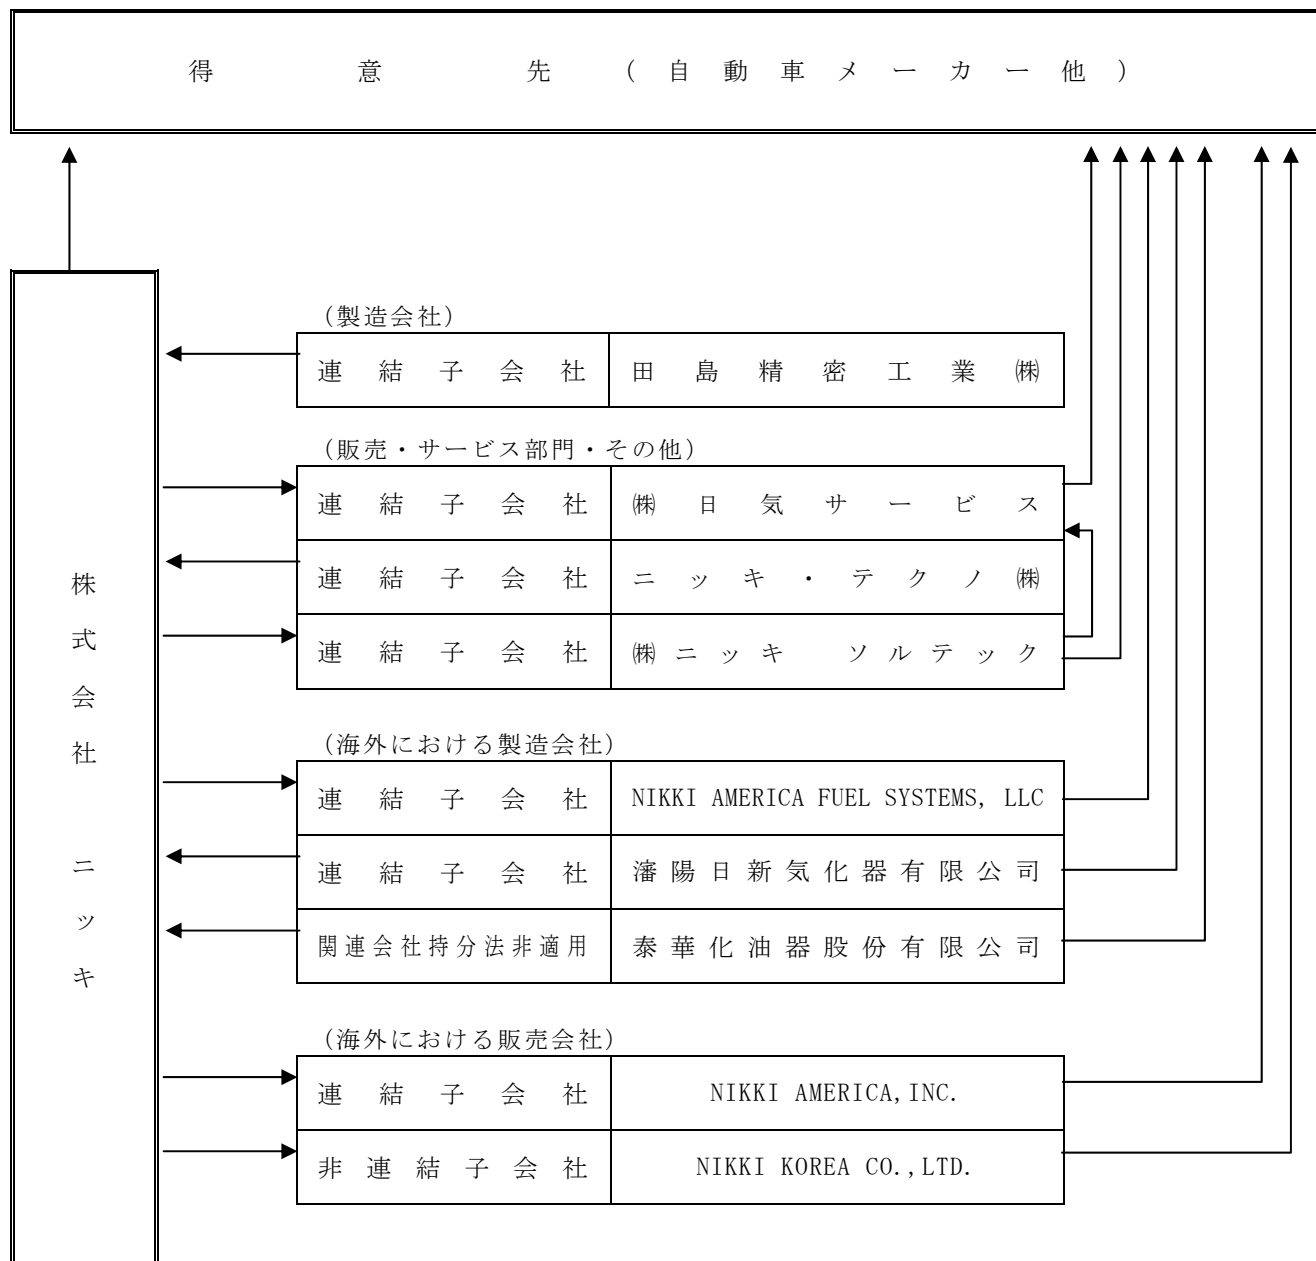 得意先(自動車メーカー他)
株式会社 ニッキ
(製造会社)
連結子会社 田島精密工業㈱
(販売・サービス部門・その他)
連結子会社 ㈱日気サービス
連結子会社 ニッキ・テクノ㈱
連結子会社 ㈱ニッキ ソルテック
(海外における製造会社)
連結子会社 NIKKI AMERICA FUEL SYSTEMS, LLC
連結子会社 瀋陽日新気化器有限公司
関連会社持分法非適用 泰華化油器股份有限公司
(海外における販売会社)
連結子会社 NIKKI AMERICA,INC.
非連結子会社 NIKKI KOREA CO.,LTD.